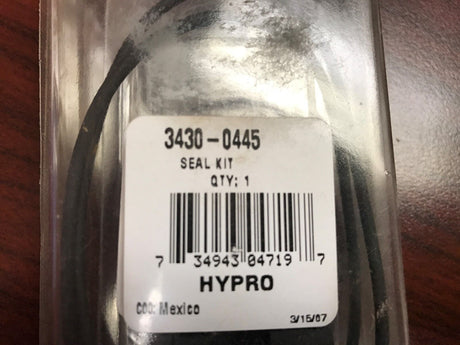 3430-0445
SEAL KIT
QTY: 1
7 34943 04719 7
HYPRO
COO: Mexico
3/15/07